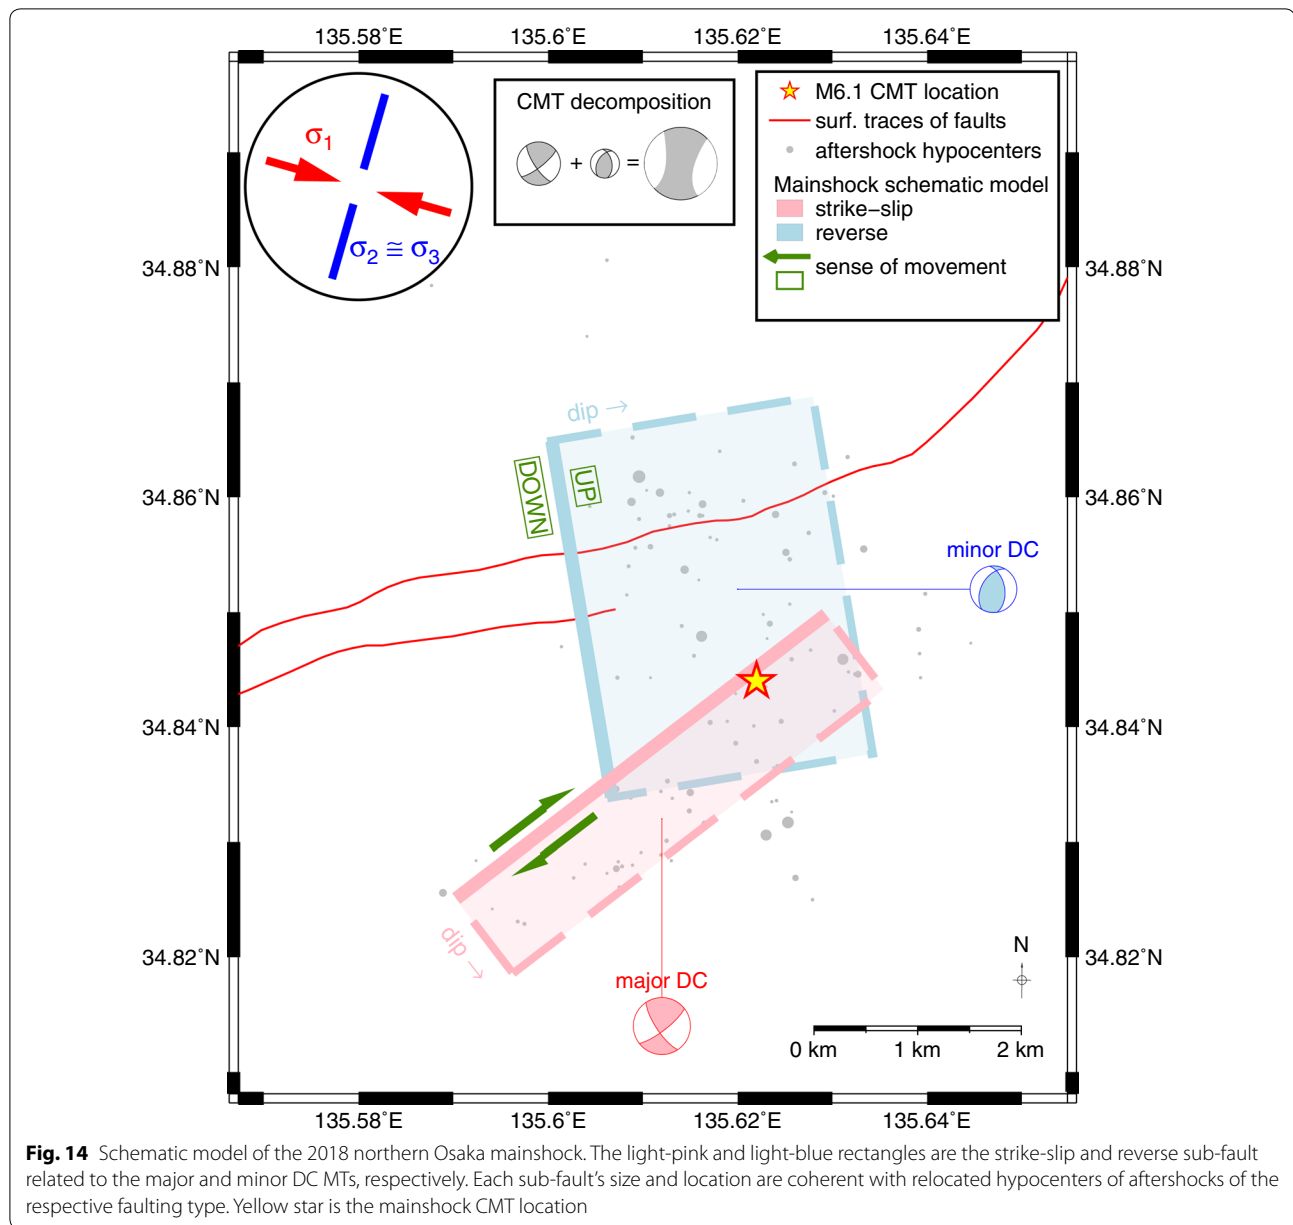 135.58°E 135.6°E 135.62°E 135.64°E
σ1
σ2 ≅ σ3
CMT decomposition
+ =
M6.1 CMT location
surf. traces of faults
aftershock hypocenters
Mainshock schematic model
strike–slip
reverse
sense of movement
34.88°N 34.88°N
dip →
DOWN
UP
34.86°N 34.86°N
minor DC
34.84°N 34.84°N
dip →
34.82°N 34.82°N
major DC
N
0 km 1 km 2 km
135.58°E 135.6°E 135.62°E 135.64°E
Fig. 14 Schematic model of the 2018 northern Osaka mainshock. The light-pink and light-blue rectangles are the strike-slip and reverse sub-fault
related to the major and minor DC MTs, respectively. Each sub-fault's size and location are coherent with relocated hypocenters of aftershocks of the
respective faulting type. Yellow star is the mainshock CMT location